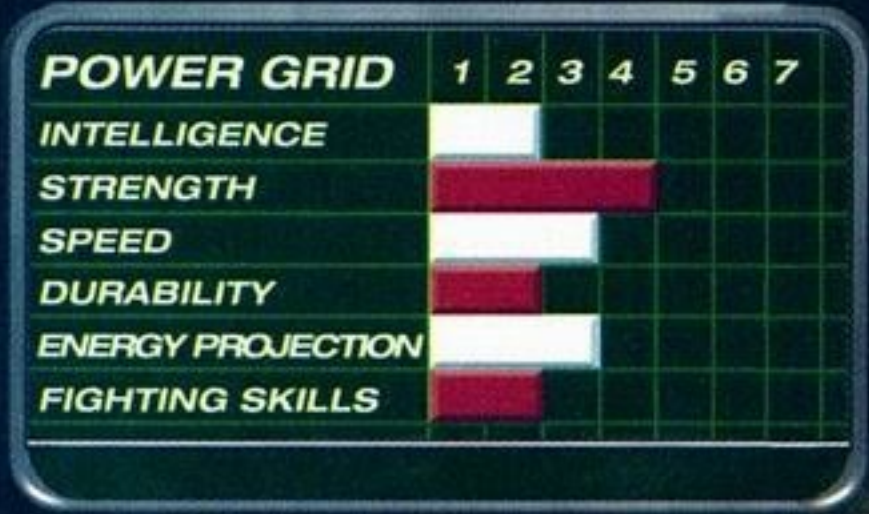 POWER GRID 1 2 3 4 5 6 7
INTELLIGENCE
STRENGTH
SPEED
DURABILITY
ENERGY PROJECTION
FIGHTING SKILLS